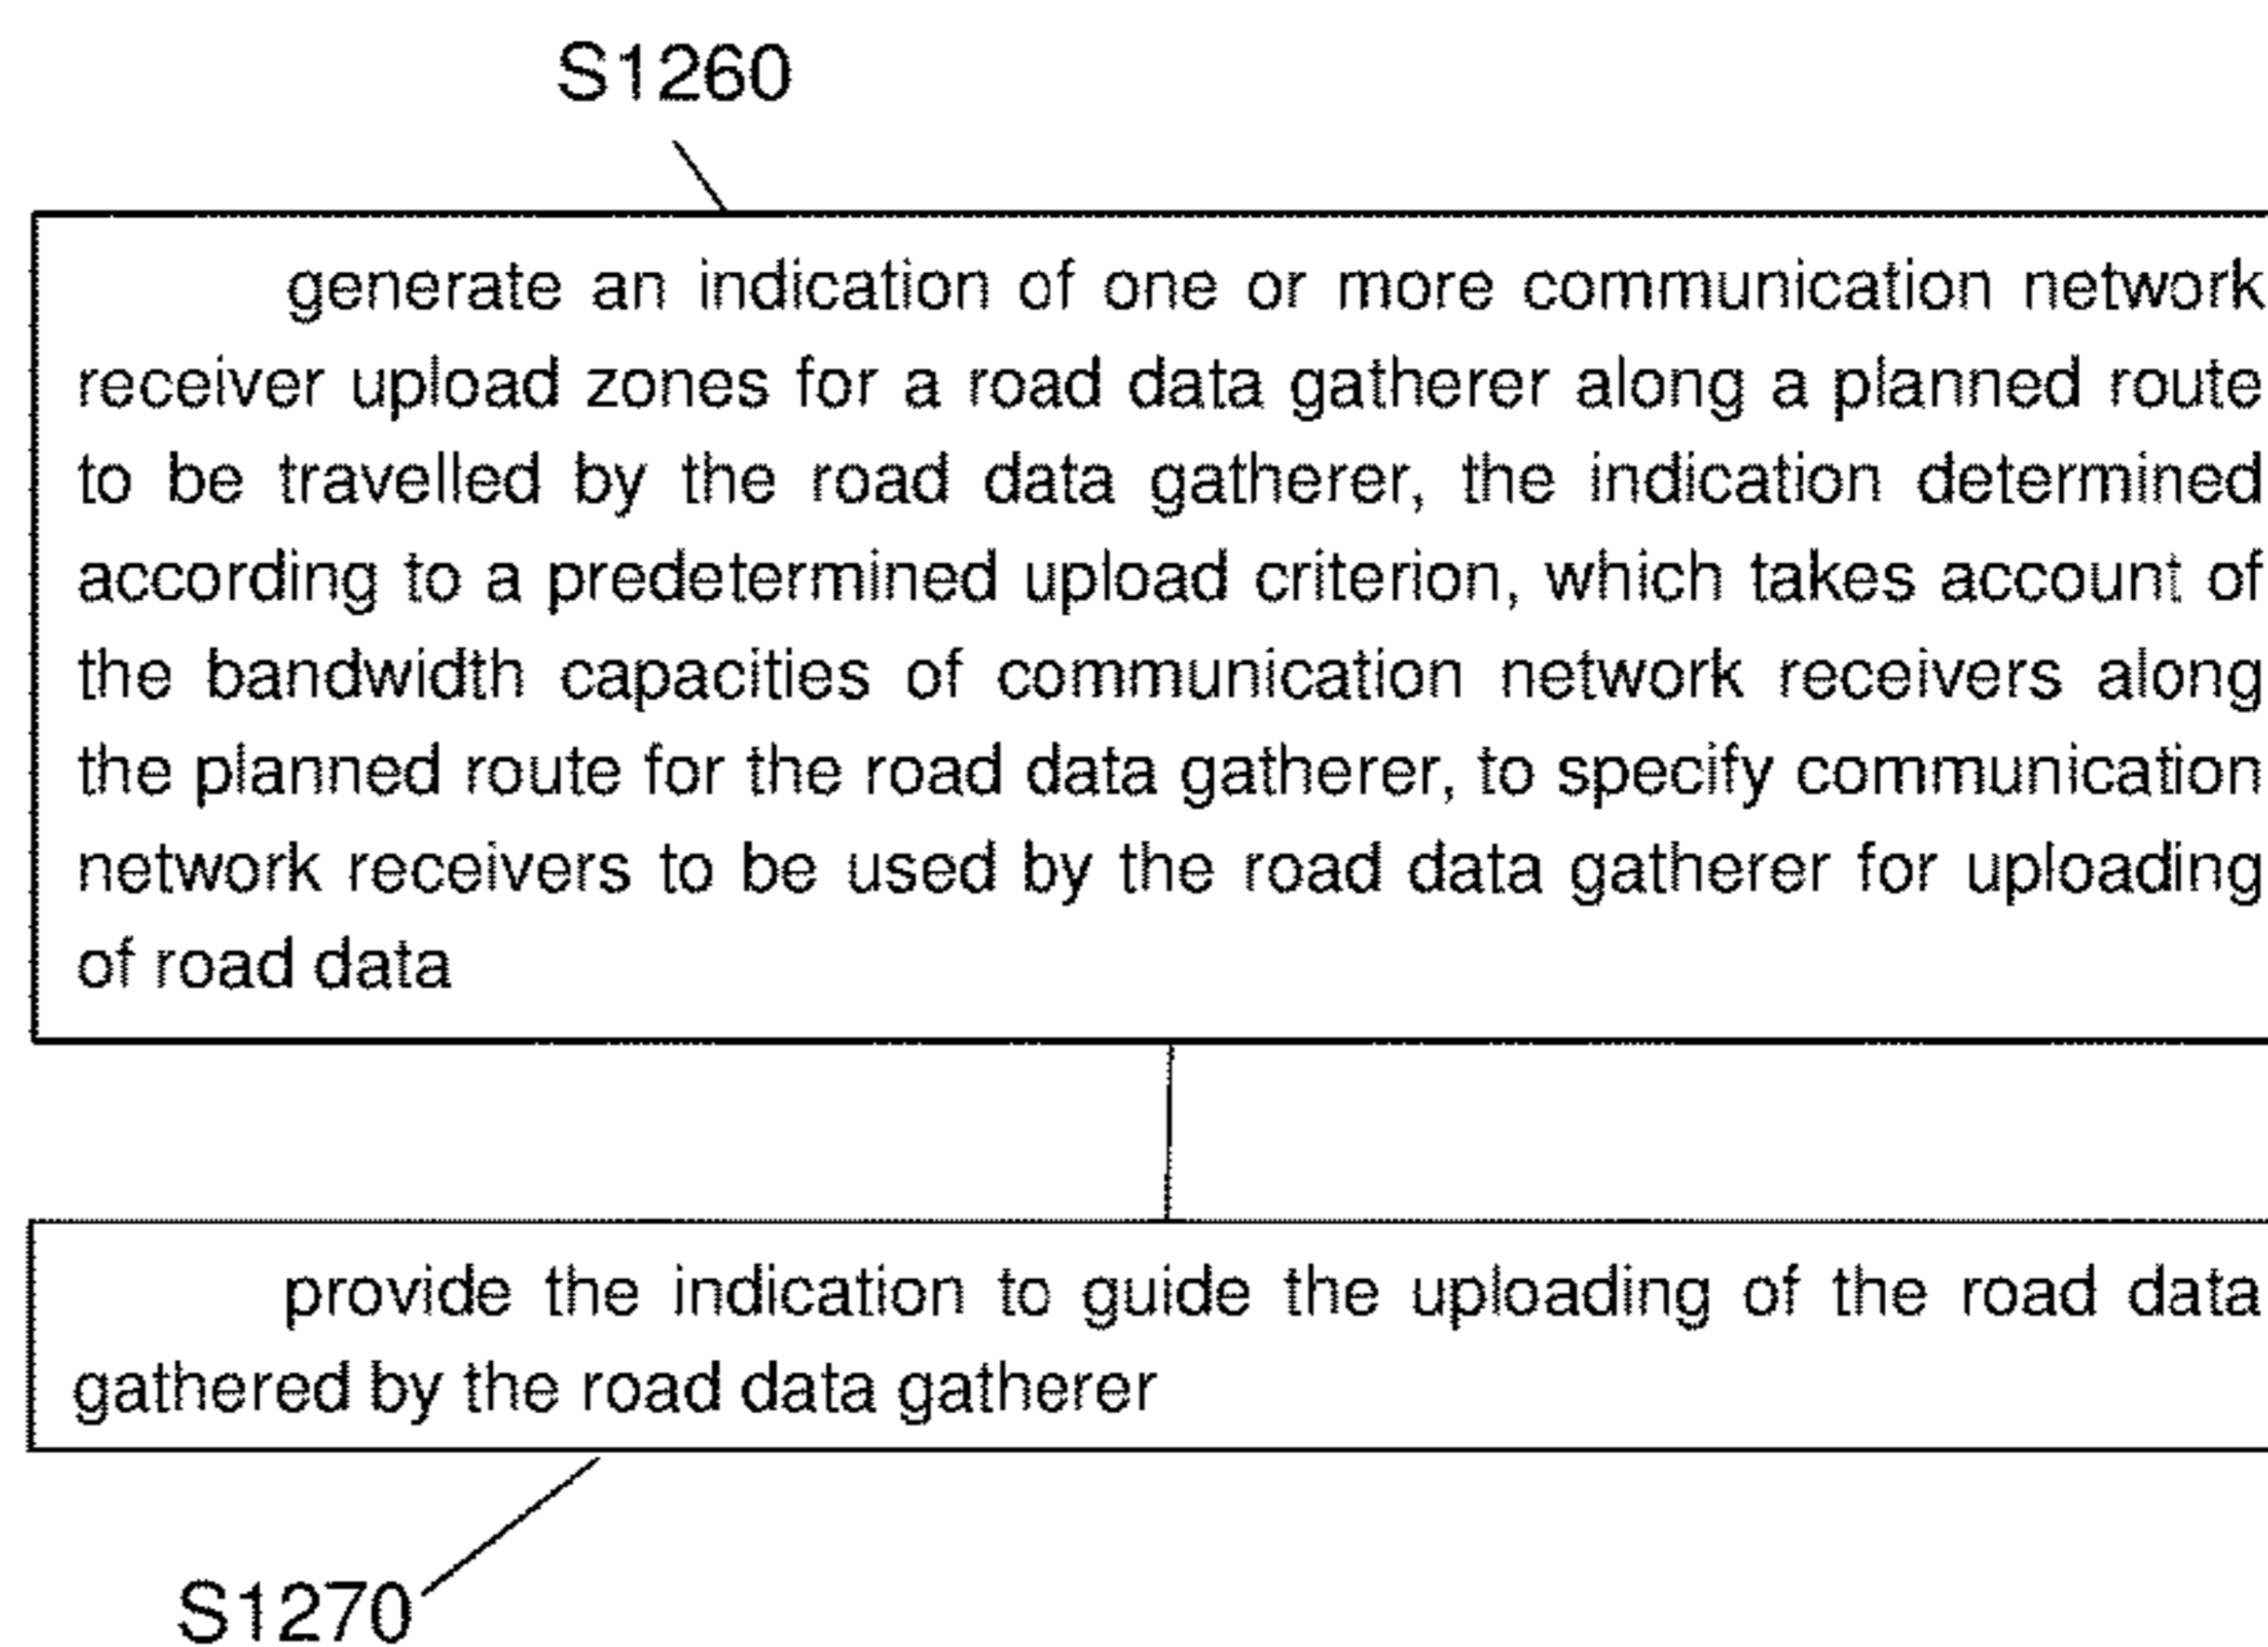 S1260
generate an indication of one or more communication network
receiver upload zones for a road data gatherer along a planned route
to be travelled by the road data gatherer, the indication determined
according to a predetermined upload criterion, which takes account of
the bandwidth capacities of communication network receivers along
the planned route for the road data gatherer, to specify communication
network receivers to be used by the road data gatherer for uploading
of road data
provide the indication to guide the uploading of the road data
gathered by the road data gatherer
S1270